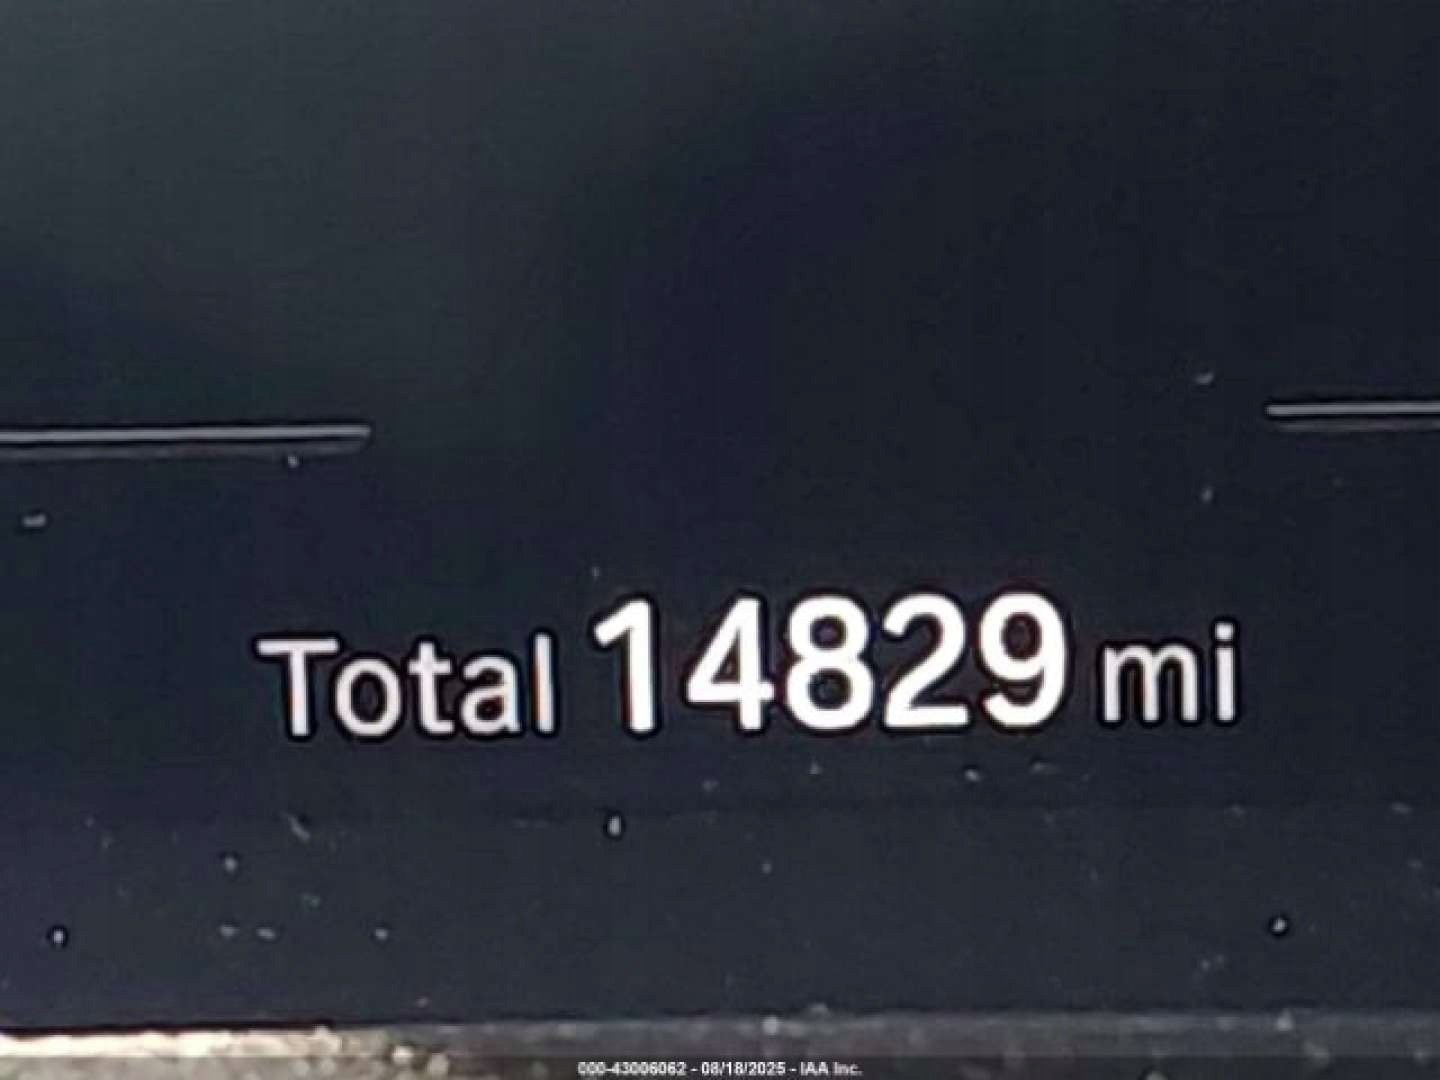 Total 14829 mi
000-43006062 - 08/18/2025 - IAA Inc.